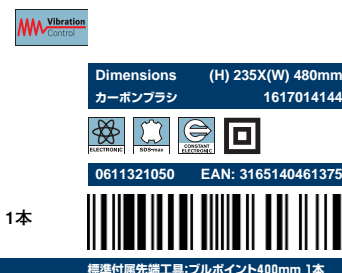 Vibration
Control
Dimensions (H) 235X(W) 480mm
カーボンブラシ 1617014144
ELECTRONIC SDS-max CONSTANT ELECTRONIC
0611321050 EAN: 3165140461375
1本
標準付属先端工具:ブルポイント400mm 1本